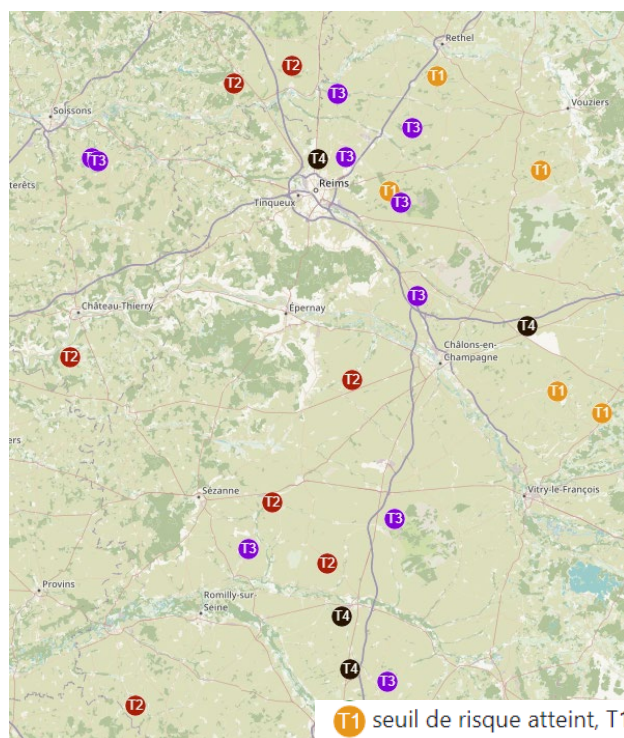 Rethel
T2
T1
T2
T3
Vouziers
Soissons
T3
T4
T3
T3
T1
terêts
Reims
T1
T3
Tinqueux
T3
Château-Thierry
Épernay
T4
Châlons-en-
Champagne
T2
T2
T1
T1
ers
Sézanne
Vitry-le-François
T2
T3
T3
T2
Provins
Romilly-sur-
Seine
T4
T4
T3
T2
T1 seuil de risque atteint, T1